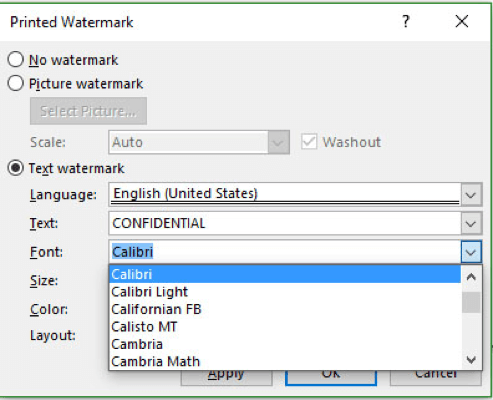 Printed Watermark ? ×
No watermark
Picture watermark
Select Picture...
Scale: Auto Washout
Text watermark
Language: English (United States)
Text: CONFIDENTIAL
Font: Calibri
Size: Calibri
Calibri Light
Color: Californian FB
Calisto MT
Layout: Cambria
Cambria Math
Apply OK Cancel